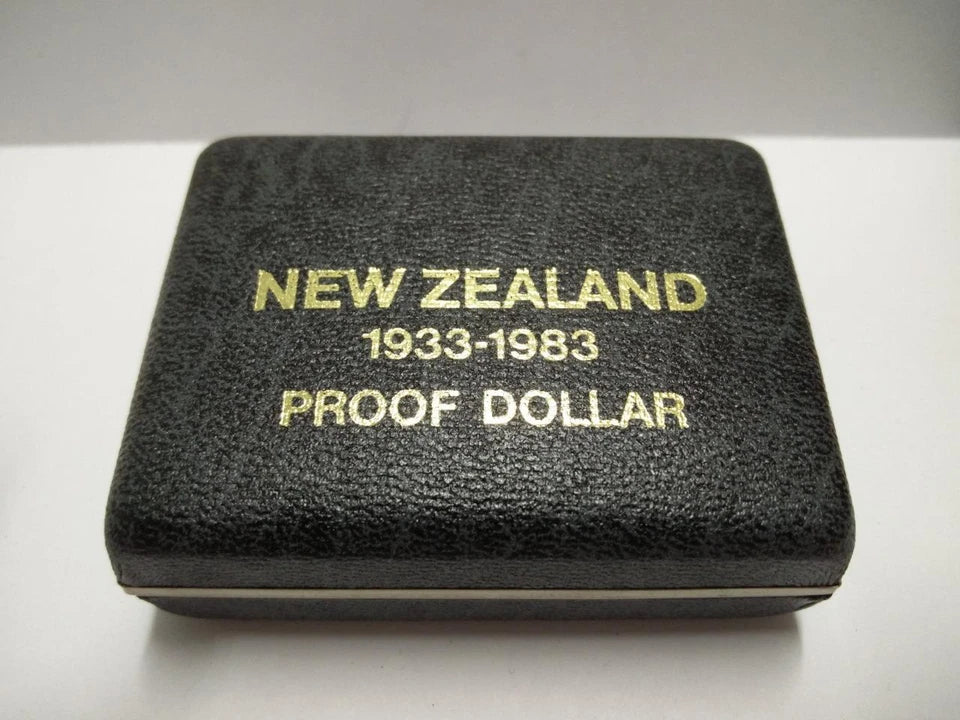 NEW ZEALAND
1933-1983
PROOF DOLLAR